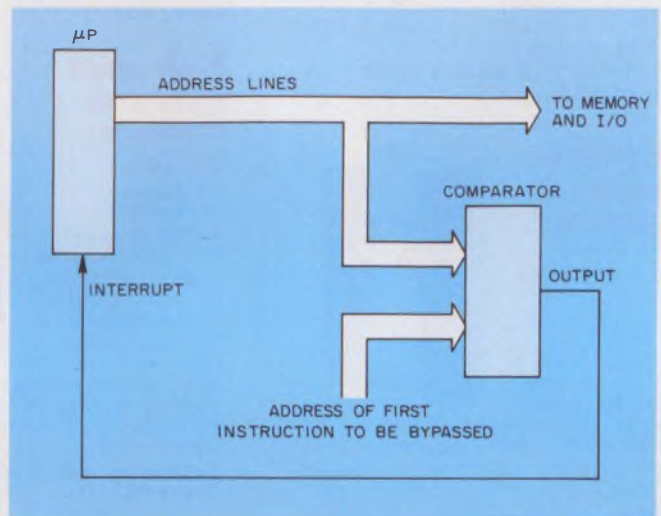 μP
ADDRESS LINES
TO MEMORY
AND I/O
COMPARATOR
OUTPUT
INTERRUPT
ADDRESS OF FIRST
INSTRUCTION TO BE BYPASSED